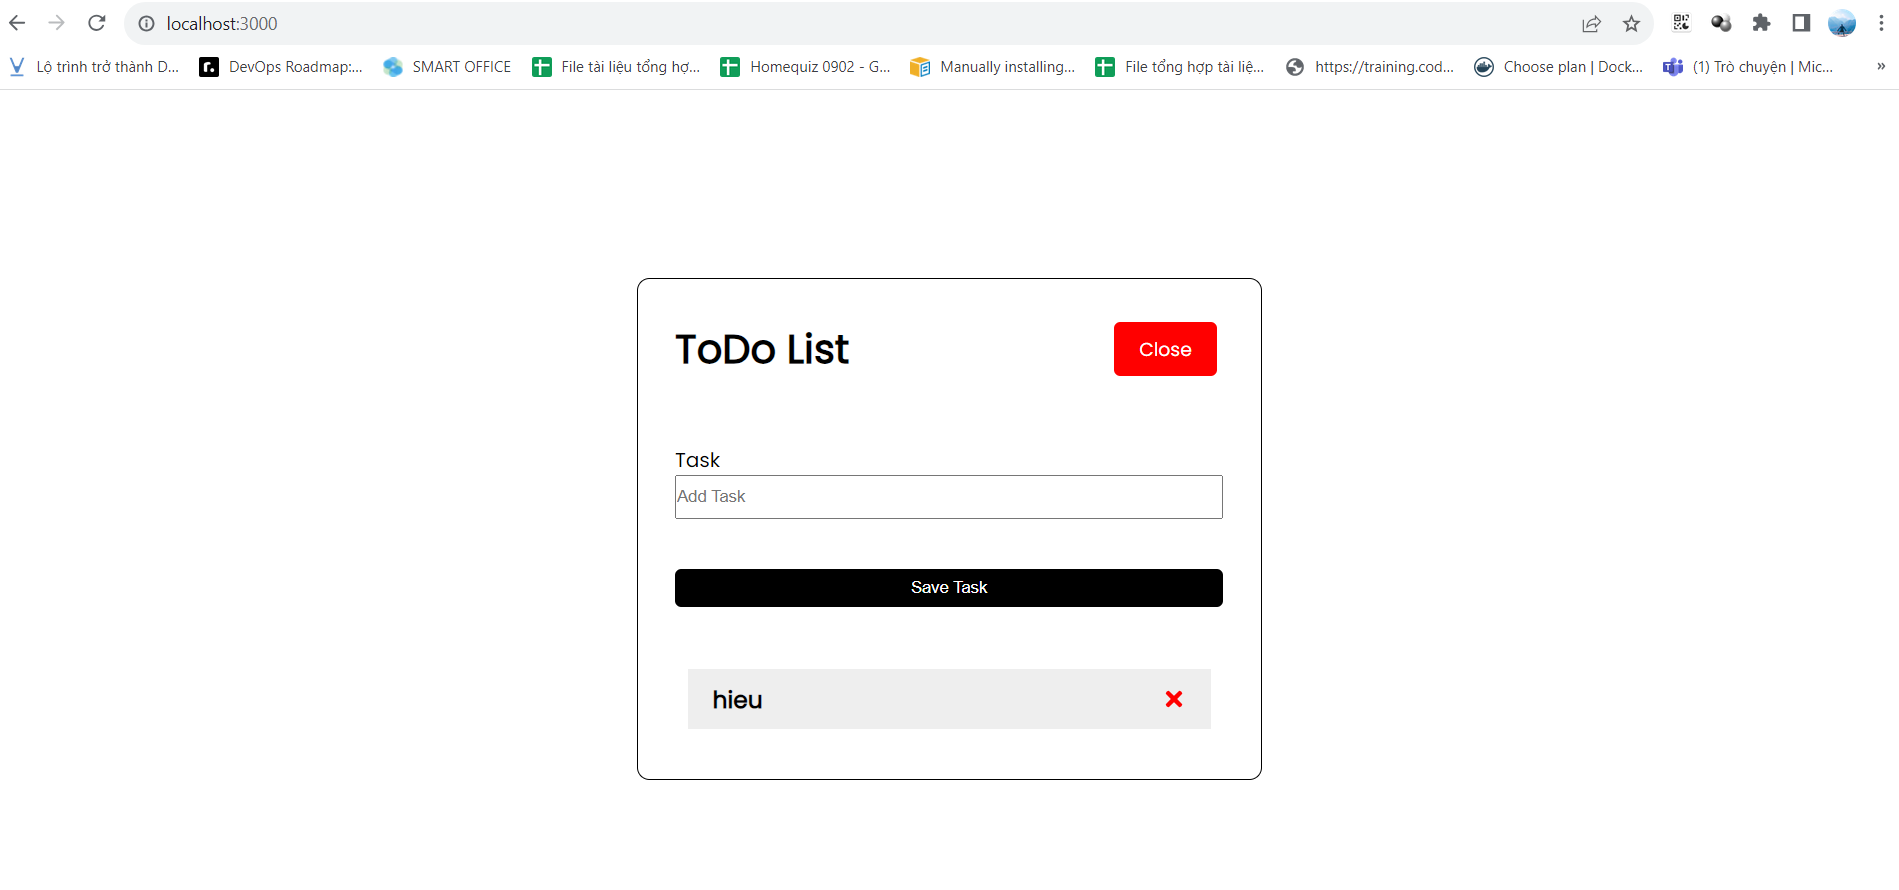 localhost:3000
Lộ trình trở thành D... DevOps Roadmap:... SMART OFFICE File tài liệu tổng hợ... Homequiz 0902 - G... Manually installing... File tổng hợp tài liệ... https://training.cod... Choose plan | Dock... (1) Trò chuyện | Mic... »
ToDo List Close
Task
Add Task
Save Task
hieu